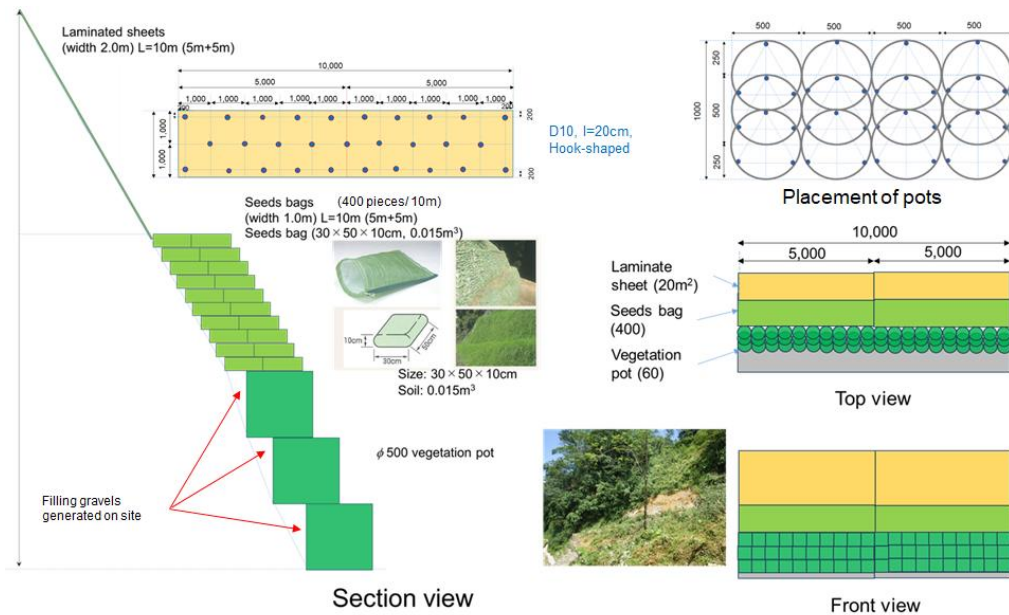 Laminated sheets
(width 2.0m) L=10m (5m+5m)
10,000
5,000 5,000
1,000 1,000 1,000 1,000 1,000 1,000 1,000 1,000 1,000
200 200
200
1,000
1,000
200
D10, l=20cm,
Hook-shaped
Seeds bags (400 pieces/ 10m)
(width 1.0m) L=10m (5m+5m)
Seeds bag (30×50×10cm, 0.015m³)
10cm
30cm
50cm
Size: 30×50×10cm
Soil: 0.015m³
ϕ500 vegetation pot
Filling gravels
generated on site
Section view
500 500 500 500
250
500
250
1000
Placement of pots
10,000
5,000 5,000
Laminate
sheet (20m²)
Seeds bag
(400)
Vegetation
pot (60)
Top view
Front view